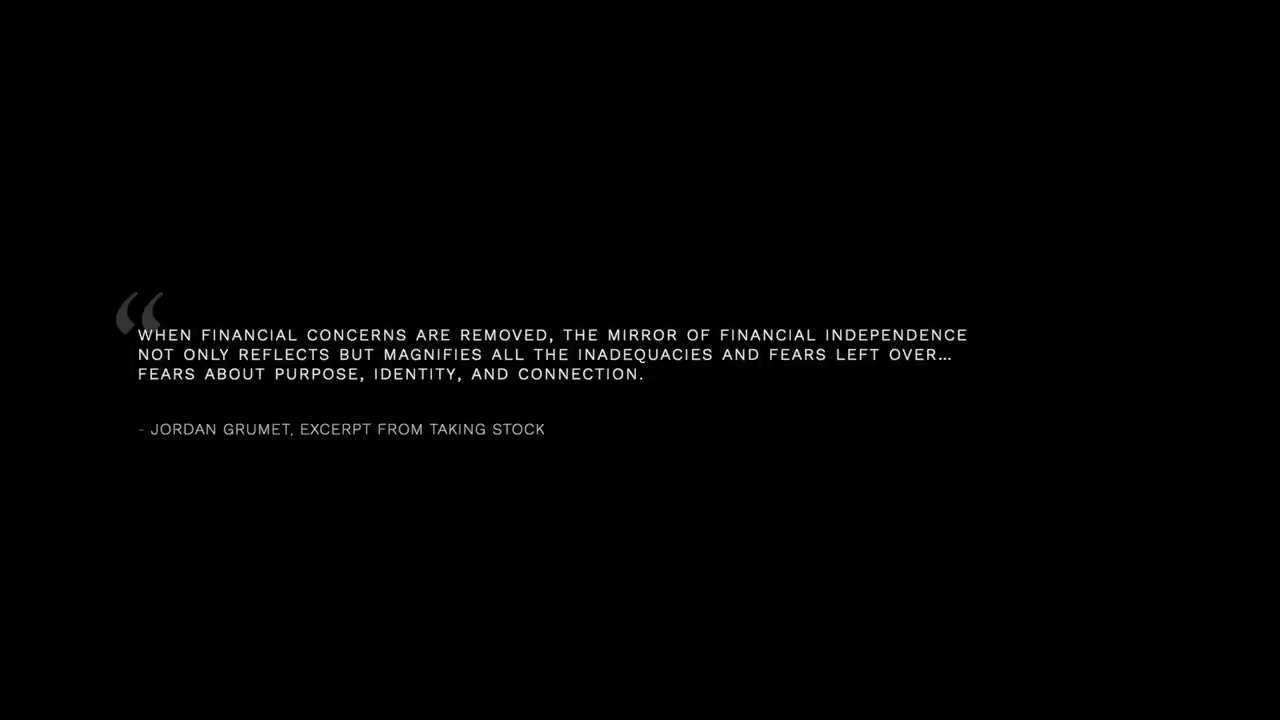 “
WHEN FINANCIAL CONCERNS ARE REMOVED, THE MIRROR OF FINANCIAL INDEPENDENCE
NOT ONLY REFLECTS BUT MAGNIFIES ALL THE INADEQUACIES AND FEARS LEFT OVER...
FEARS ABOUT PURPOSE, IDENTITY, AND CONNECTION.
- JORDAN GRUMET, EXCERPT FROM TAKING STOCK